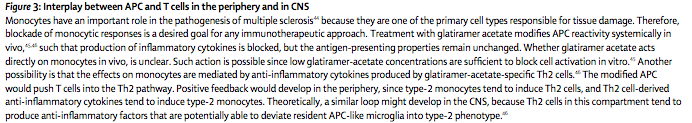 Figure 3: Interplay between APC and T cells in the periphery and in CNS
Monocytes have an important role in the pathogenesis of multiple sclerosis⁴⁴ because they are one of the primary cell types responsible for tissue damage. Therefore,
blockade of monocytic responses is a desired goal for any immunotherapeutic approach. Treatment with glatiramer acetate modifies APC reactivity systemically in
vivo,⁴⁵,⁴⁶ such that production of inflammatory cytokines is blocked, but the antigen-presenting properties remain unchanged. Whether glatiramer acetate acts
directly on monocytes in vivo, is unclear. Such action is possible since low glatiramer-acetate concentrations are sufficient to block cell activation in vitro.⁴⁵ Another
possibility is that the effects on monocytes are mediated by anti-inflammatory cytokines produced by glatiramer-acetate-specific Th2 cells.⁴⁶ The modified APC
would push T cells into the Th2 pathway. Positive feedback would develop in the periphery, since type-2 monocytes tend to induce Th2 cells, and Th2 cell-derived
anti-inflammatory cytokines tend to induce type-2 monocytes. Theoretically, a similar loop might develop in the CNS, because Th2 cells in this compartment tend to
produce anti-inflammatory factors that are potentially able to deviate resident APC-like microglia into type-2 phenotype.⁴⁶